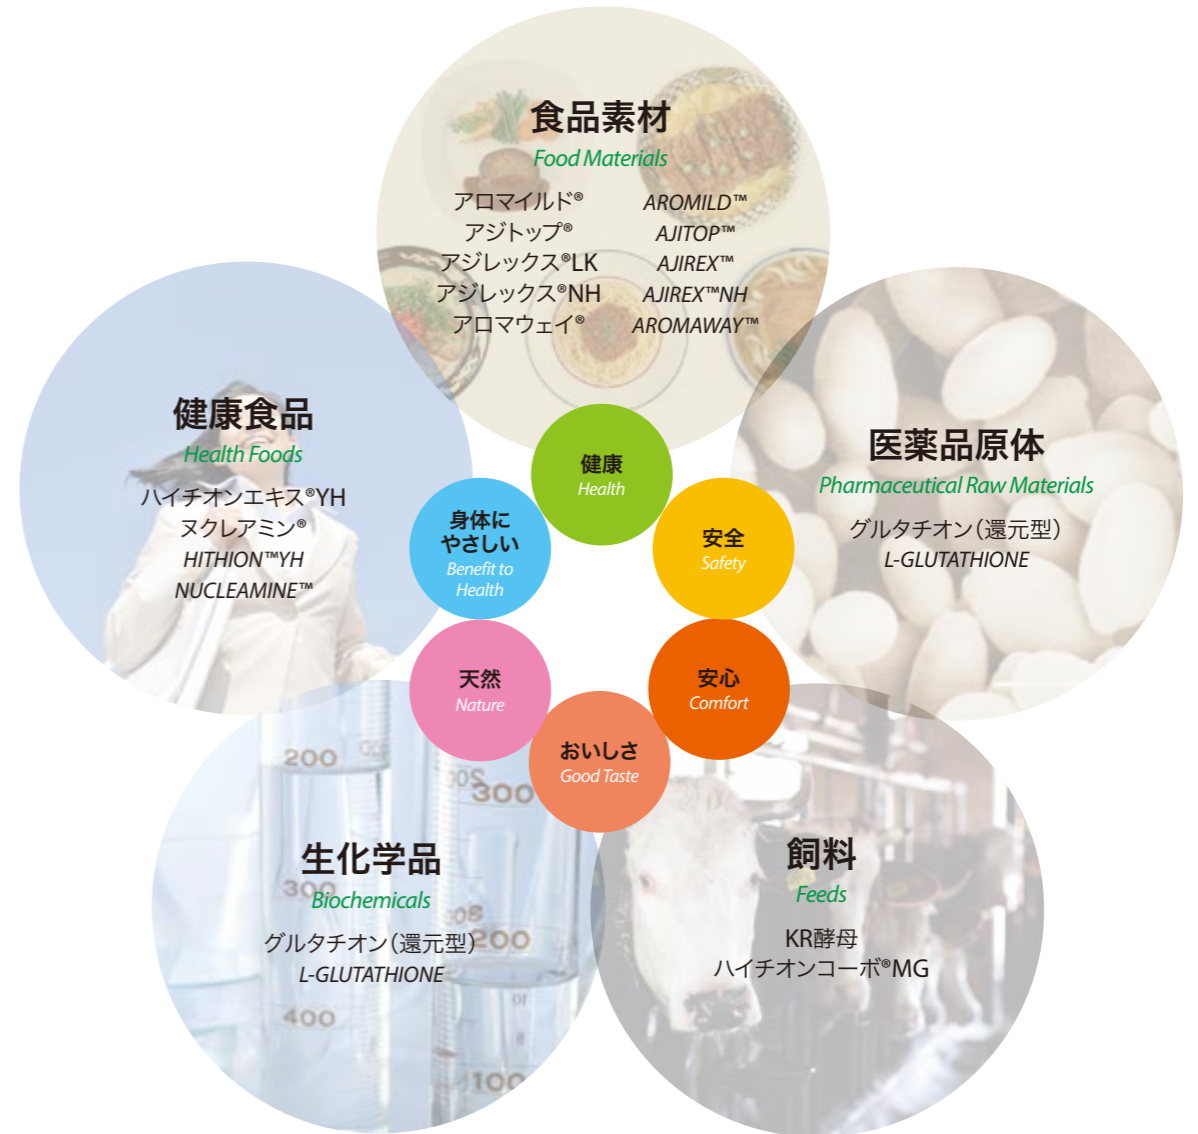 食品素材
Food Materials
アロマイルド® AROMILD™
アジトップ® AJITOP™
アジレックス®LK AJIREX™
アジレックス®NH AJIREX™NH
アロマウェイ® AROMAWAY™
健康食品
Health Foods
ハイチオンエキス®YH
ヌクレアミン®
HITHION™YH
NUCLEAMINE™
医薬品原体
Pharmaceutical Raw Materials
グルタチオン（還元型）
L-GLUTATHIONE
健康
Health
身体に
やさしい
Benefit to
Health
安全
Safety
天然
Nature
安心
Comfort
おいしさ
Good Taste
生化学品
Biochemicals
グルタチオン（還元型）
L-GLUTATHIONE
飼料
Feeds
KR酵母
ハイチオンコーボ®MG
200
300
300
200
400
100